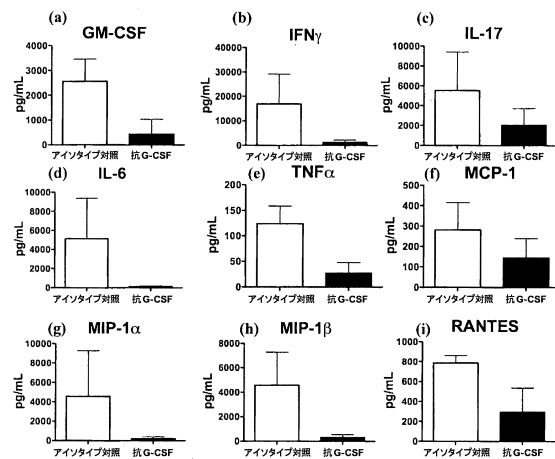 (a) GM-CSF
pg/mL
4000
3000
2000
1000
0
アイソタイプ対照 抗G-CSF
(b) IFNγ
pg/mL
40000
30000
20000
10000
0
アイソタイプ対照 抗G-CSF
(c) IL-17
pg/mL
10000
8000
6000
4000
2000
0
アイソタイプ対照 抗G-CSF
(d) IL-6
pg/mL
10000
8000
6000
4000
2000
0
アイソタイプ対照 抗G-CSF
(e) TNFα
pg/mL
150
100
50
0
アイソタイプ対照 抗G-CSF
(f) MCP-1
pg/mL
500
400
300
200
100
0
アイソタイプ対照 抗G-CSF
(g) MIP-1α
pg/mL
10000
8000
6000
4000
2000
0
アイソタイプ対照 抗G-CSF
(h) MIP-1β
pg/mL
8000
6000
4000
2000
0
アイソタイプ対照 抗G-CSF
(i) RANTES
pg/mL
1000
800
600
400
200
0
アイソタイプ対照 抗G-CSF